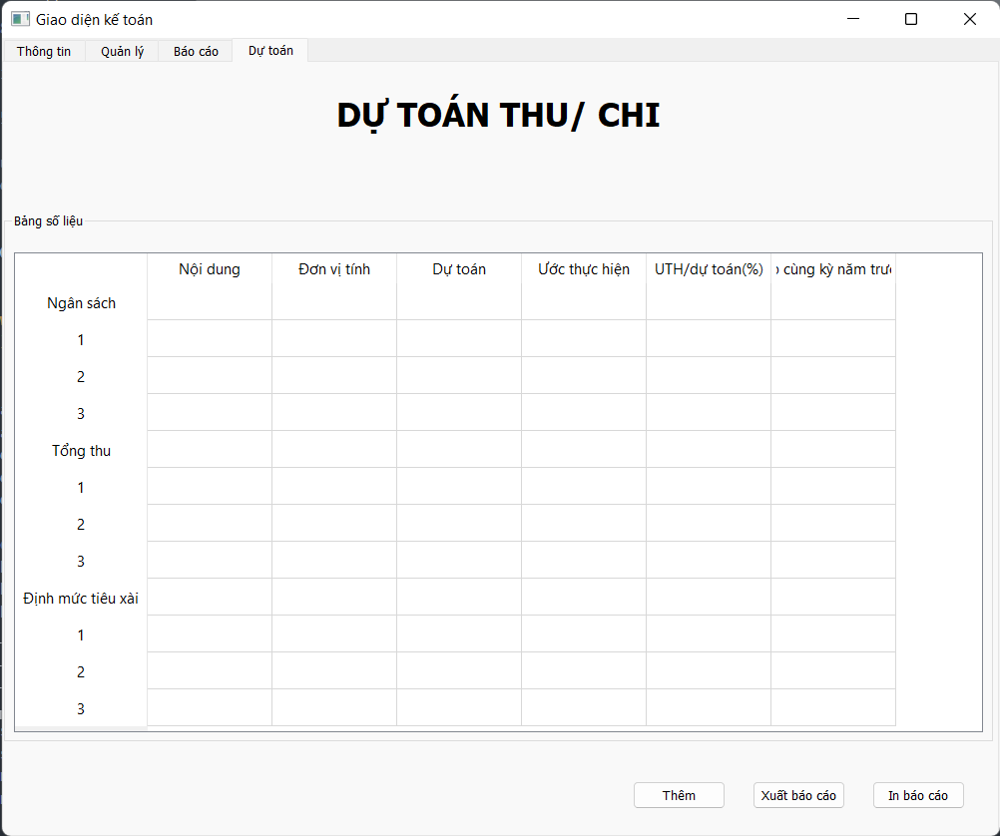 Giao diện kế toán
Thông tin Quản lý Báo cáo Dự toán
DỰ TOÁN THU/ CHI
Bảng số liệu
Nội dung Đơn vị tính Dự toán Ước thực hiện UTH/dự toán(%) cùng kỳ năm
Ngân sách
1
2
3
Tổng thu
1
2
3
Định mức tiêu xài
1
2
3
Thêm Xuất báo cáo In báo cáo